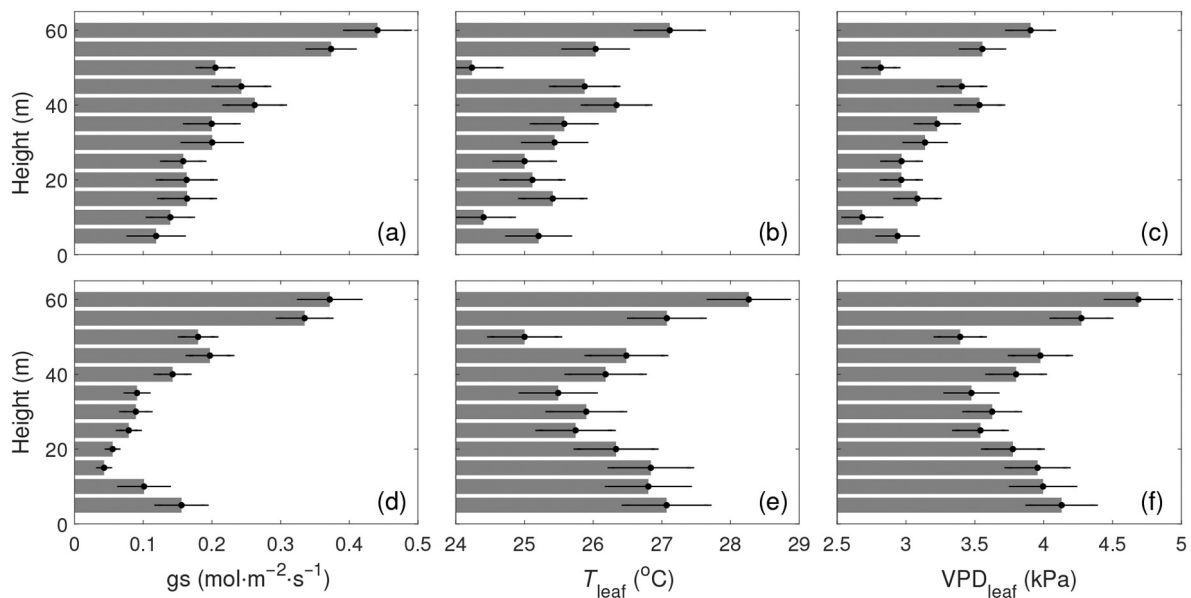 60
40
20
0
Height (m)
(a)
(b)
(c)
60
40
20
0
Height (m)
(d)
(e)
(f)
0 0.1 0.2 0.3 0.4 0.5
24 25 26 27 28 29
2.5 3 3.5 4 4.5 5
gs (mol·m⁻²·s⁻¹)
T_leaf (°C)
VPD_leaf (kPa)